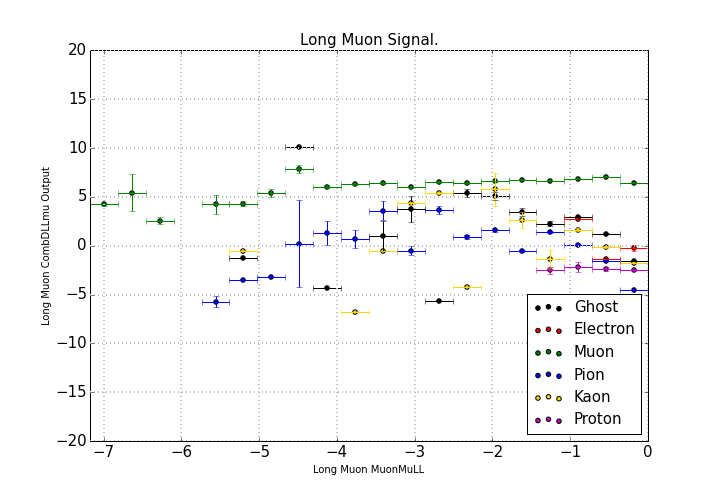 Long Muon Signal.
Long Muon CombDLLmu Output
20
15
10
5
0
−5
−10
−15
−20
Ghost
Electron
Muon
Pion
Kaon
Proton
−7 −6 −5 −4 −3 −2 −1 0
Long Muon MuonMuLL